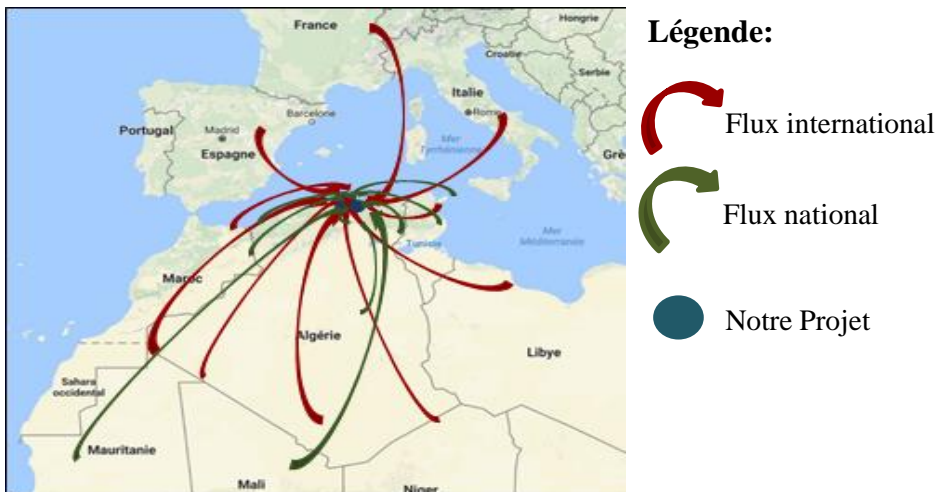 France
Hongrie
Croatie
Serbie
Italie
Rome
Barcelone
Portugal
Madrid
Espagne
Mer
Tyrrhénienne
Grè
Tunisie
Mer
Méditerranée
Maroc
Algérie
Libye
Sahara
occidental
Mauritanie
Mali
Niger
Légende:
Flux international
Flux national
Notre Projet